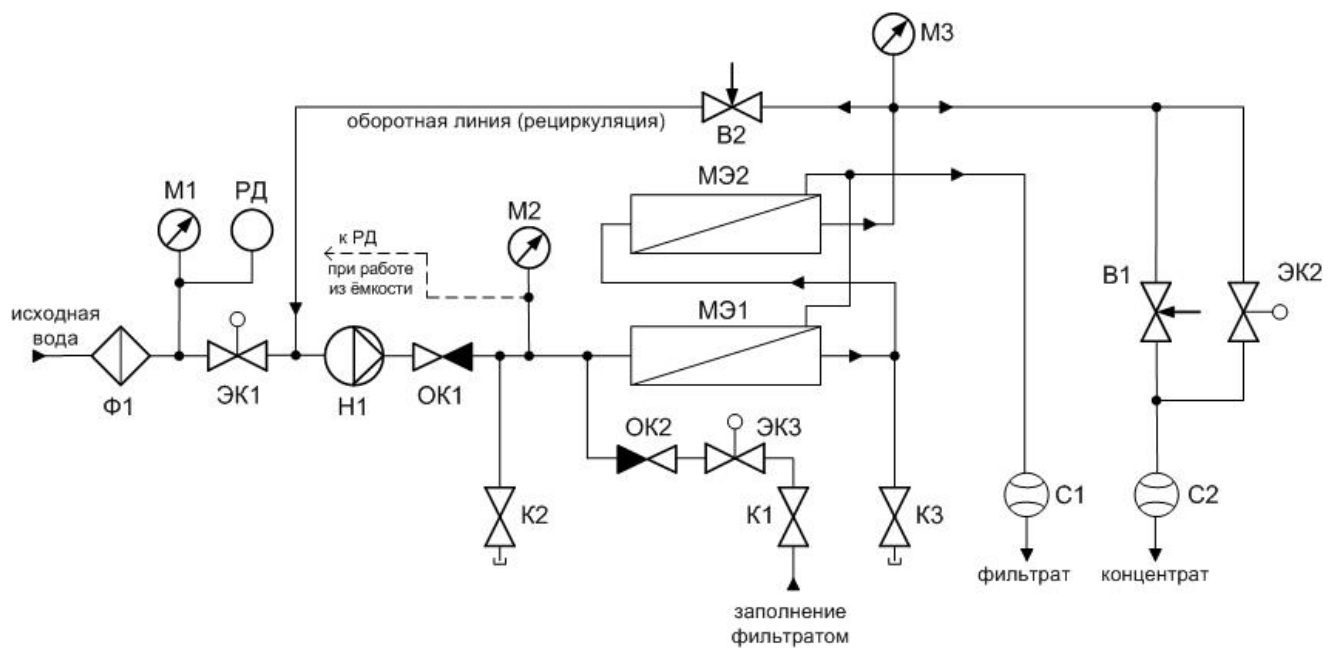 М3
оборотная линия (рециркуляция)
В2
М1
РД
МЭ2
М2
к РД
при работе
из ёмкости
В1
ЭК2
исходная
вода
МЭ1
Ф1
ЭК1
Н1
ОК1
ОК2
ЭК3
К2
К1
К3
С1
С2
фильтрат
концентрат
заполнение
фильтратом